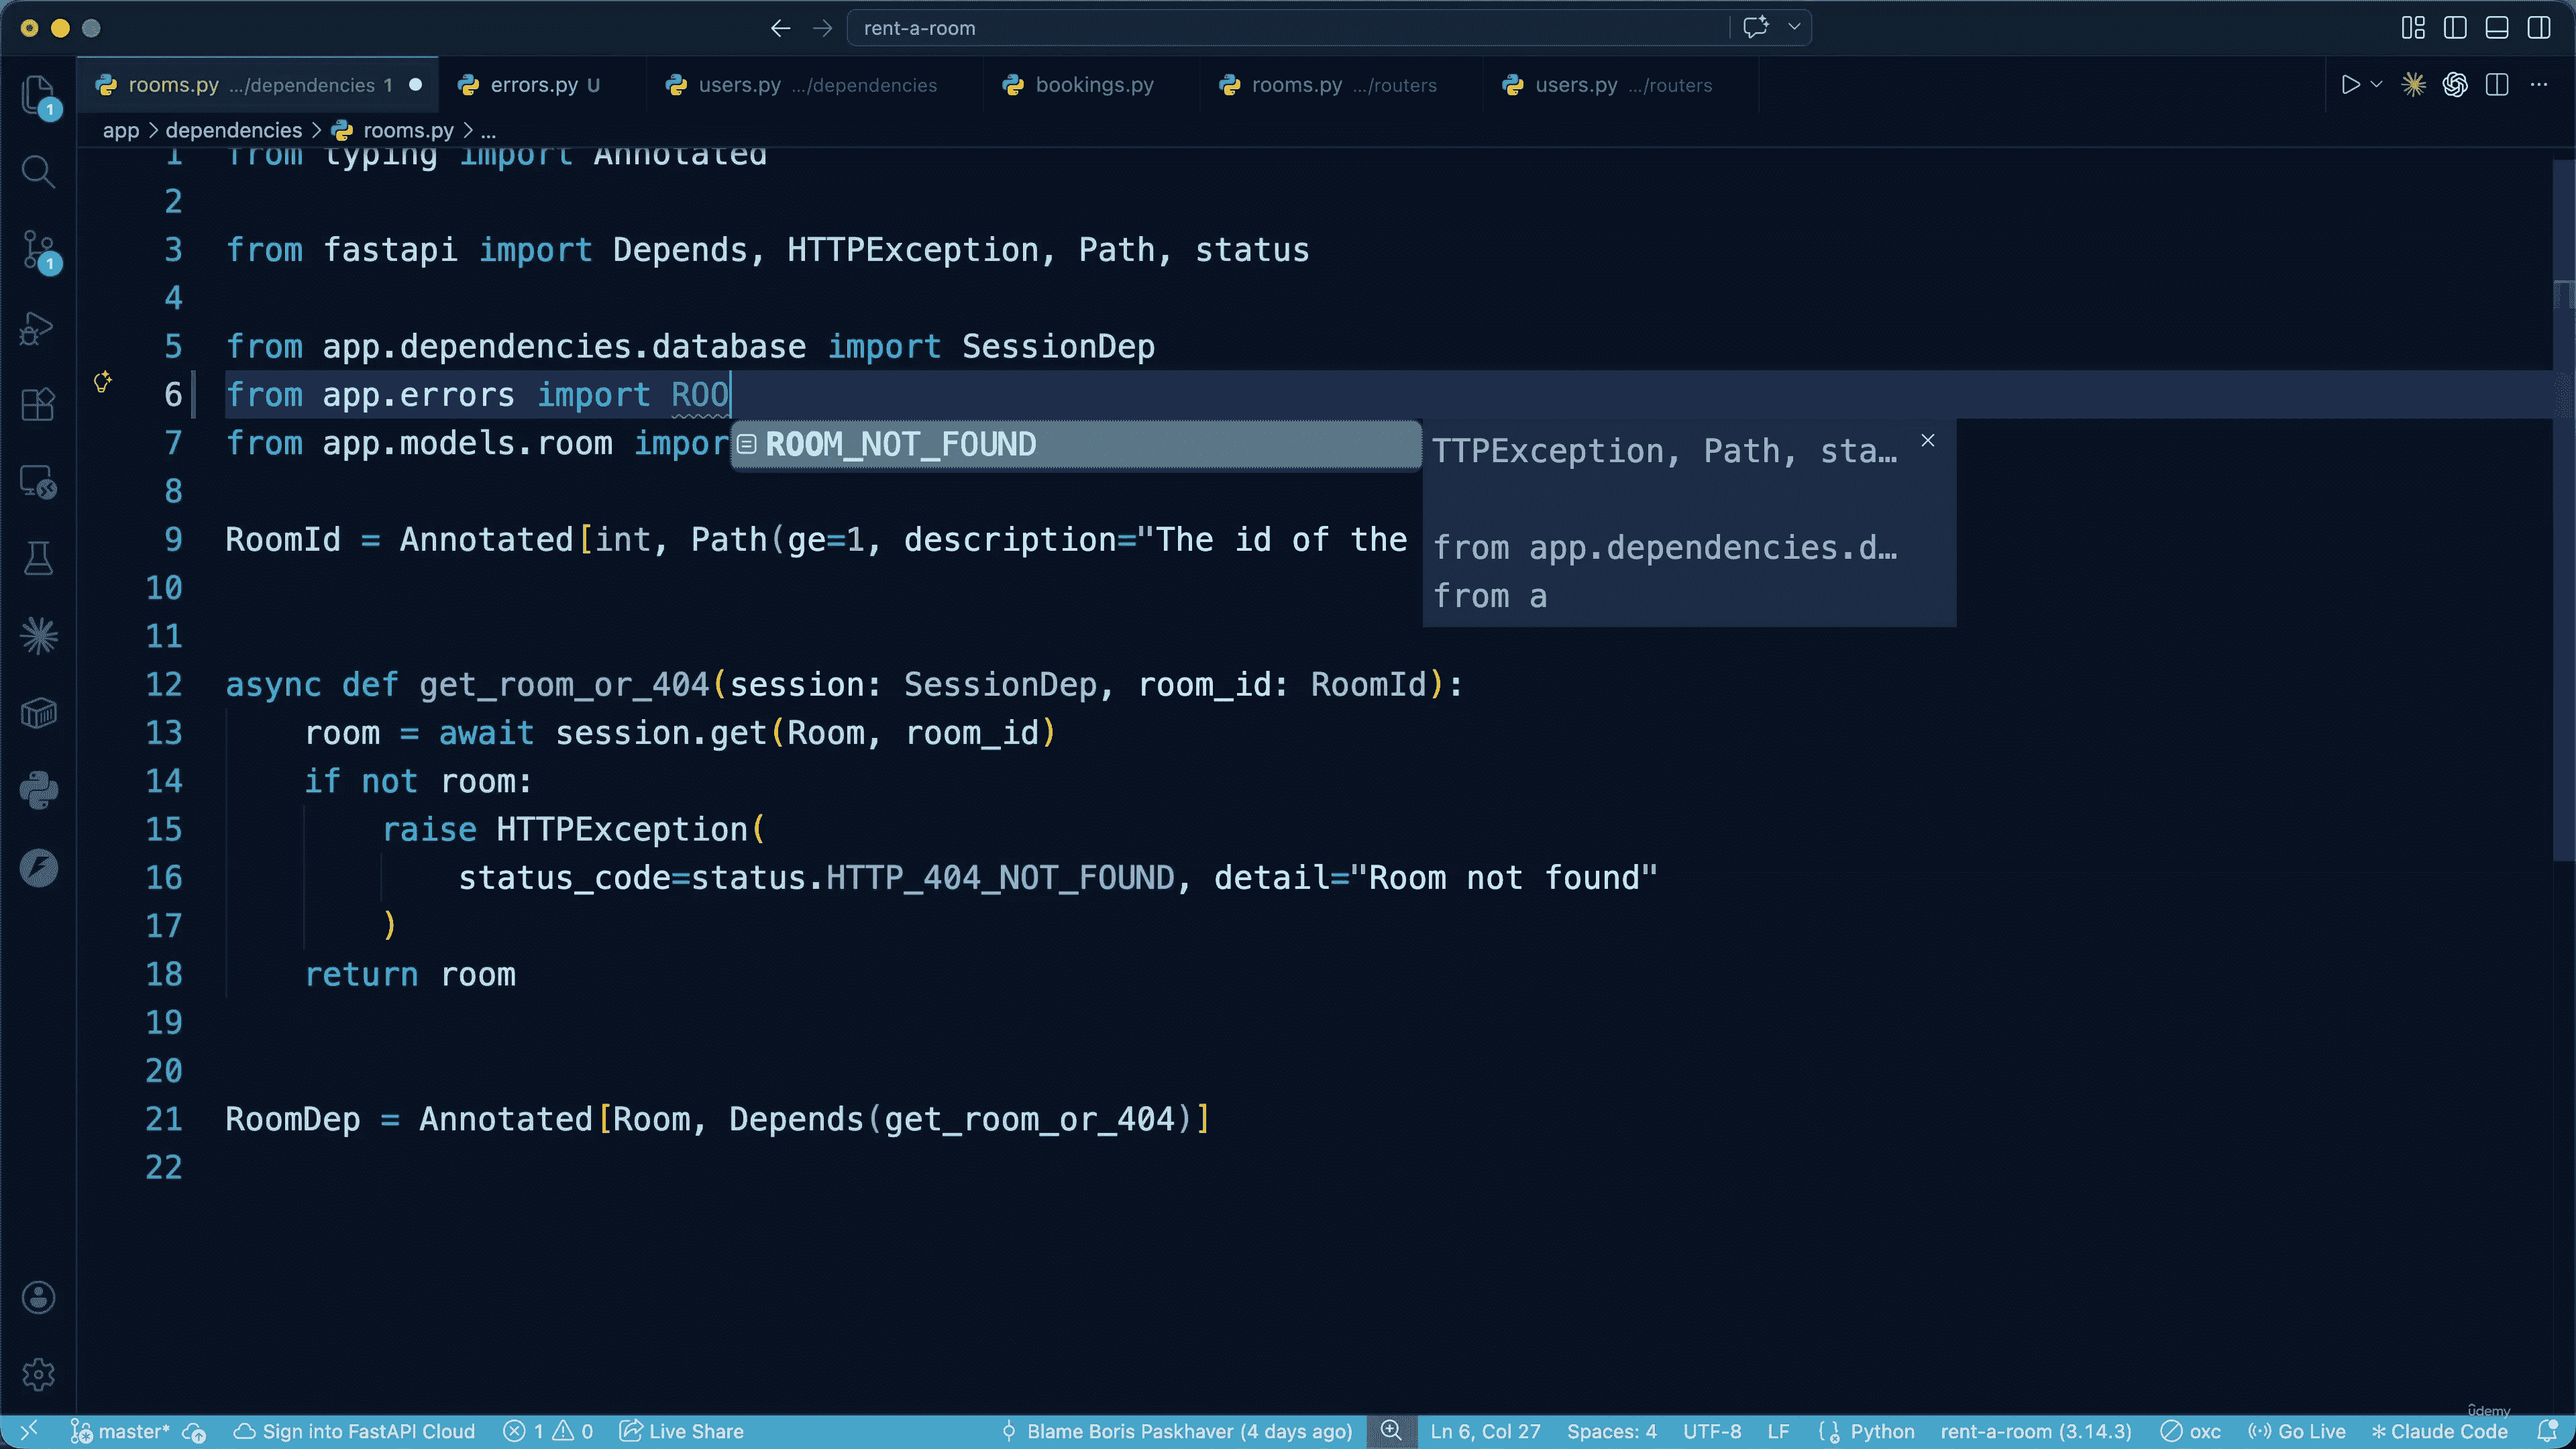 rent-a-room
rooms.py .../dependencies 1
errors.py U
users.py .../dependencies
bookings.py
rooms.py .../routers
users.py .../routers
app > dependencies > rooms.py > ...
1 from typing import Annotated
2
3 from fastapi import Depends, HTTPException, Path, status
4
5 from app.dependencies.database import SessionDep
6 from app.errors import ROO
7 from app.models.room impor
ROOM_NOT_FOUND
TTPException, Path, sta…
from app.dependencies.d…
from a
8
9 RoomId = Annotated[int, Path(ge=1, description="The id of the
10
11
12 async def get_room_or_404(session: SessionDep, room_id: RoomId):
13 room = await session.get(Room, room_id)
14 if not room:
15 raise HTTPException(
16 status_code=status.HTTP_404_NOT_FOUND, detail="Room not found"
17 )
18 return room
19
20
21 RoomDep = Annotated[Room, Depends(get_room_or_404)]
22
1
1
ûdemy
master* Sign into FastAPI Cloud 1 0 Live Share Blame Boris Paskhaver (4 days ago) Ln 6, Col 27 Spaces: 4 UTF-8 LF Python rent-a-room (3.14.3) oxc Go Live Claude Code